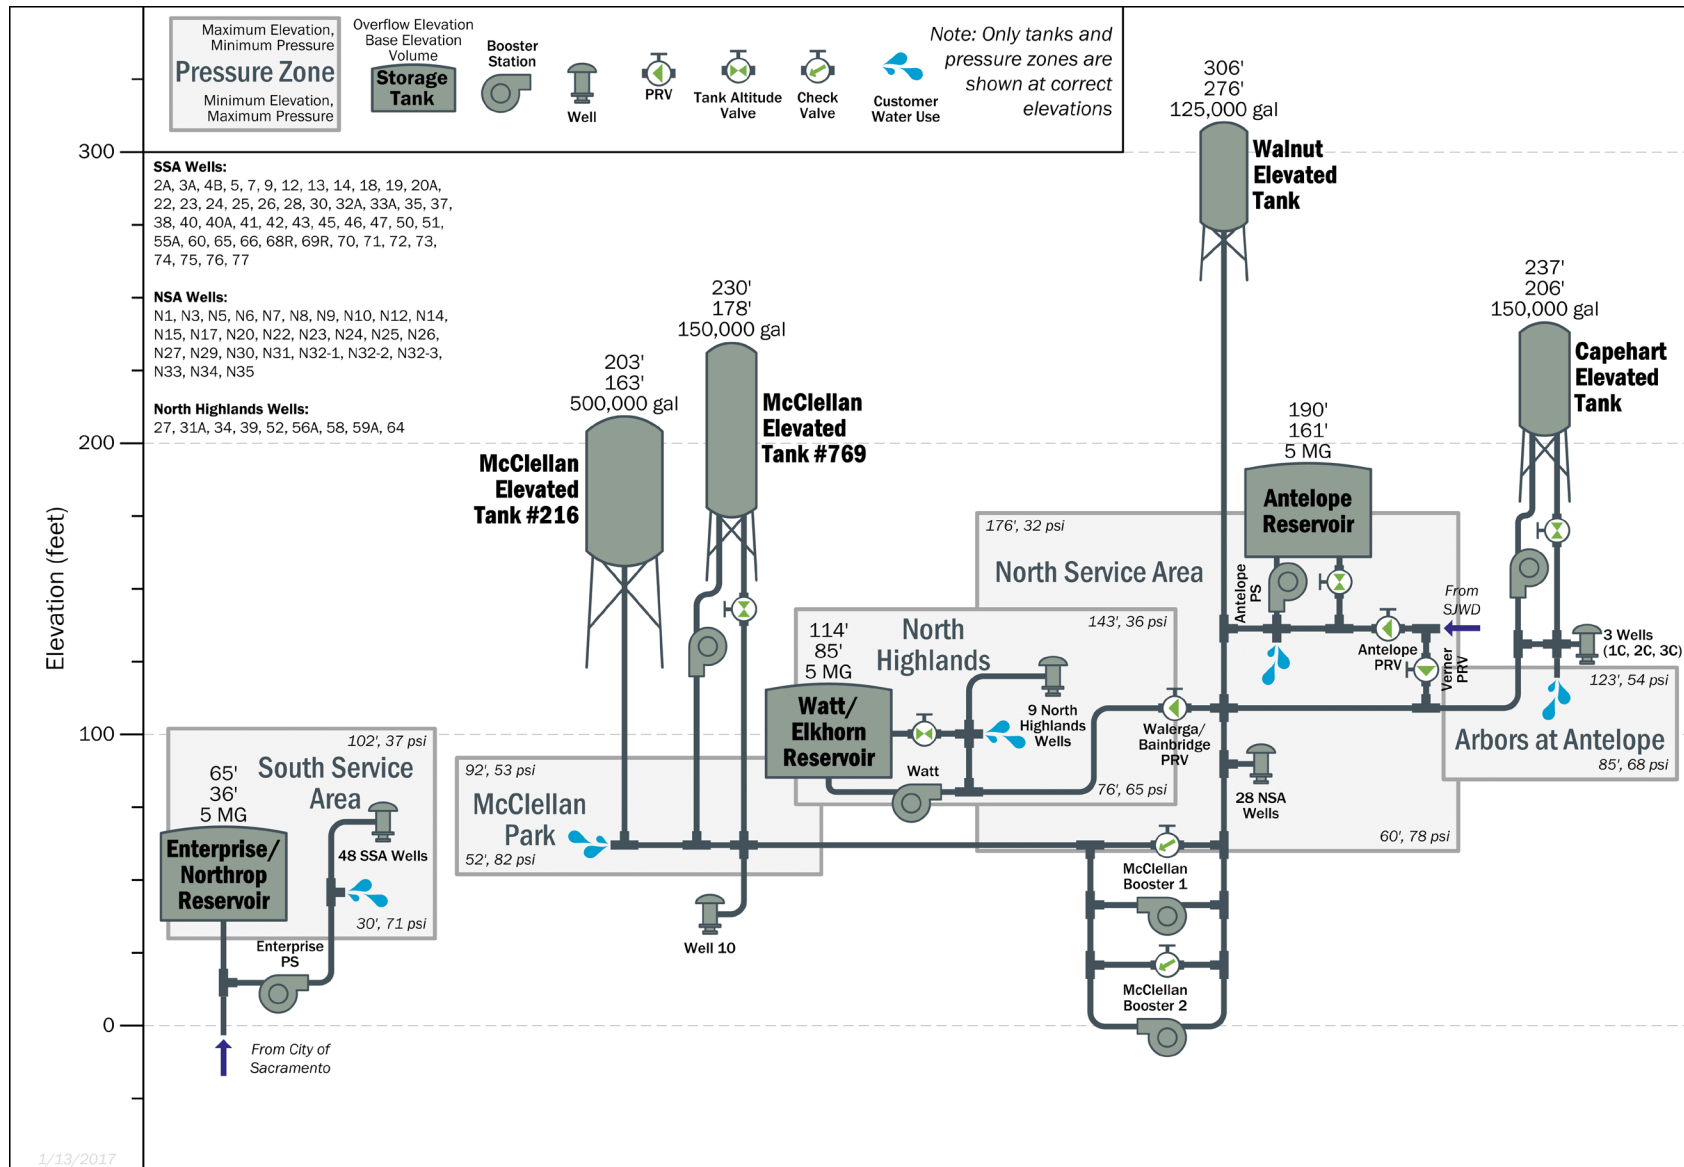 Maximum Elevation,
Minimum Pressure
Pressure Zone
Minimum Elevation,
Maximum Pressure
Overflow Elevation
Base Elevation
Volume
Storage
Tank
Booster
Station
Well
PRV
Tank Altitude
Valve
Check
Valve
Customer
Water Use
Note: Only tanks and
pressure zones are
shown at correct
elevations
Elevation (feet)
300
200
100
0
SSA Wells:
2A, 3A, 4B, 5, 7, 9, 12, 13, 14, 18, 19, 20A,
22, 23, 24, 25, 26, 28, 30, 32A, 33A, 35, 37,
38, 40, 40A, 41, 42, 43, 45, 46, 47, 50, 51,
55A, 60, 65, 66, 68R, 69R, 70, 71, 72, 73,
74, 75, 76, 77
NSA Wells:
N1, N3, N5, N6, N7, N8, N9, N10, N12, N14,
N15, N17, N20, N22, N23, N24, N25, N26,
N27, N29, N30, N31, N32-1, N32-2, N32-3,
N33, N34, N35
North Highlands Wells:
27, 31A, 34, 39, 52, 56A, 58, 59A, 64
306'
276'
125,000 gal
Walnut
Elevated
Tank
237'
206'
150,000 gal
Capehart
Elevated
Tank
230'
178'
150,000 gal
McClellan
Elevated
Tank #769
203'
163'
500,000 gal
McClellan
Elevated
Tank #216
190'
161'
5 MG
Antelope
Reservoir
176', 32 psi
North Service Area
60', 78 psi
Antelope
PS
From
SJWD
Antelope
PRV
Verner
PRV
3 Wells
(1C, 2C, 3C)
123', 54 psi
Arbors at Antelope
85', 68 psi
143', 36 psi
North
Highlands
76', 65 psi
114'
85'
5 MG
Watt/
Elkhorn
Reservoir
9 North
Highlands
Wells
Watt
Walerga/
Bainbridge
PRV
28 NSA
Wells
92', 53 psi
McClellan
Park
52', 82 psi
Well 10
McClellan
Booster 1
McClellan
Booster 2
102', 37 psi
South Service
Area
30', 71 psi
65'
36'
5 MG
Enterprise/
Northrop
Reservoir
48 SSA Wells
Enterprise
PS
From City of
Sacramento
1/13/2017